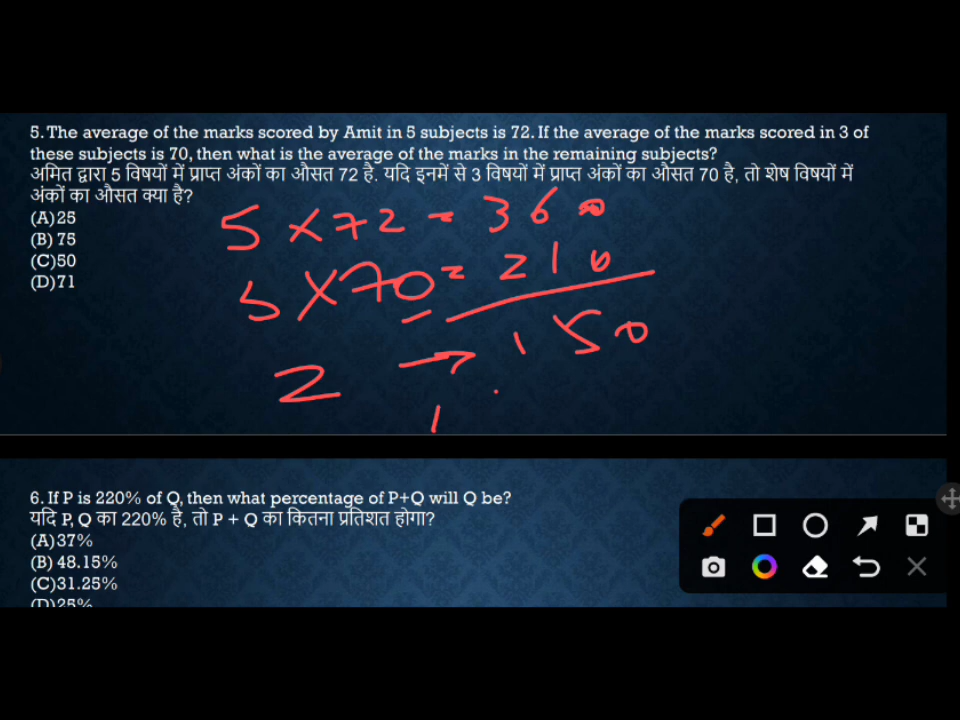 5. The average of the marks scored by Amit in 5 subjects is 72. If the average of the marks scored in 3 of
these subjects is 70, then what is the average of the marks in the remaining subjects?
अमित द्वारा 5 विषयों में प्राप्त अंकों का औसत 72 है. यदि इनमें से 3 विषयों में प्राप्त अंकों का औसत 70 है, तो शेष विषयों में
अंकों का औसत क्या है?
(A) 25
(B) 75
(C) 50
(D) 71
5 × 72 = 360
5 × 70 = 210
2 → 150
1
6. If P is 220% of Q, then what percentage of P+Q will Q be?
यदि P, Q का 220% है, तो P + Q का कितना प्रतिशत होगा?
(A) 37%
(B) 48.15%
(C) 31.25%
(D) 25%